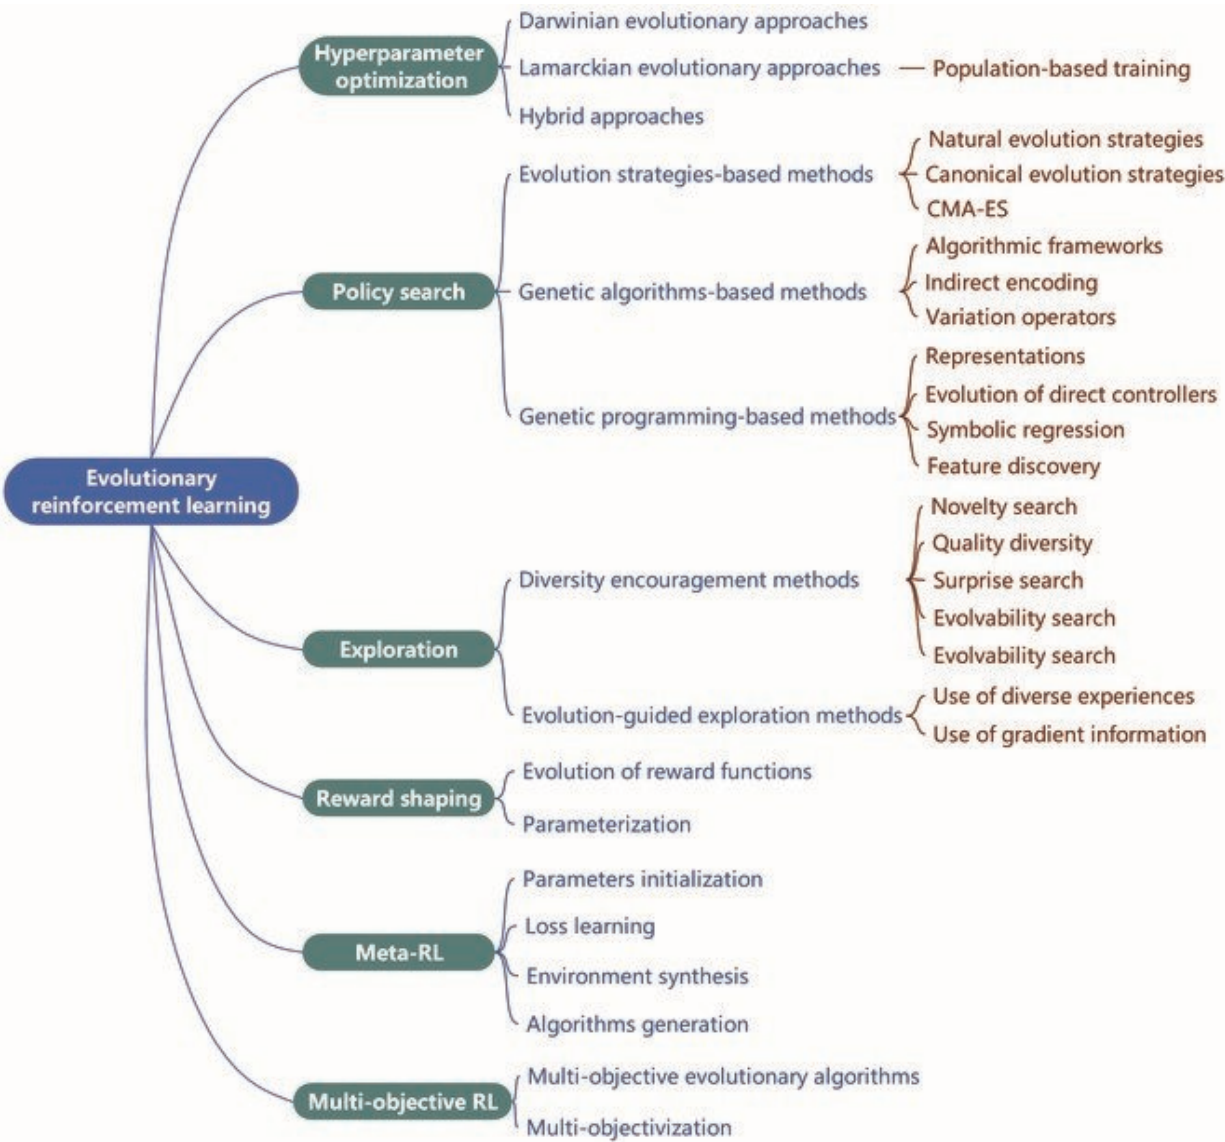 Evolutionary
reinforcement learning
Hyperparameter
optimization
Darwinian evolutionary approaches
Lamarckian evolutionary approaches
Population-based training
Hybrid approaches
Policy search
Evolution strategies-based methods
Natural evolution strategies
Canonical evolution strategies
CMA-ES
Genetic algorithms-based methods
Algorithmic frameworks
Indirect encoding
Variation operators
Genetic programming-based methods
Representations
Evolution of direct controllers
Symbolic regression
Feature discovery
Exploration
Diversity encouragement methods
Novelty search
Quality diversity
Surprise search
Evolvability search
Evolvability search
Evolution-guided exploration methods
Use of diverse experiences
Use of gradient information
Reward shaping
Evolution of reward functions
Parameterization
Meta-RL
Parameters initialization
Loss learning
Environment synthesis
Algorithms generation
Multi-objective RL
Multi-objective evolutionary algorithms
Multi-objectivization